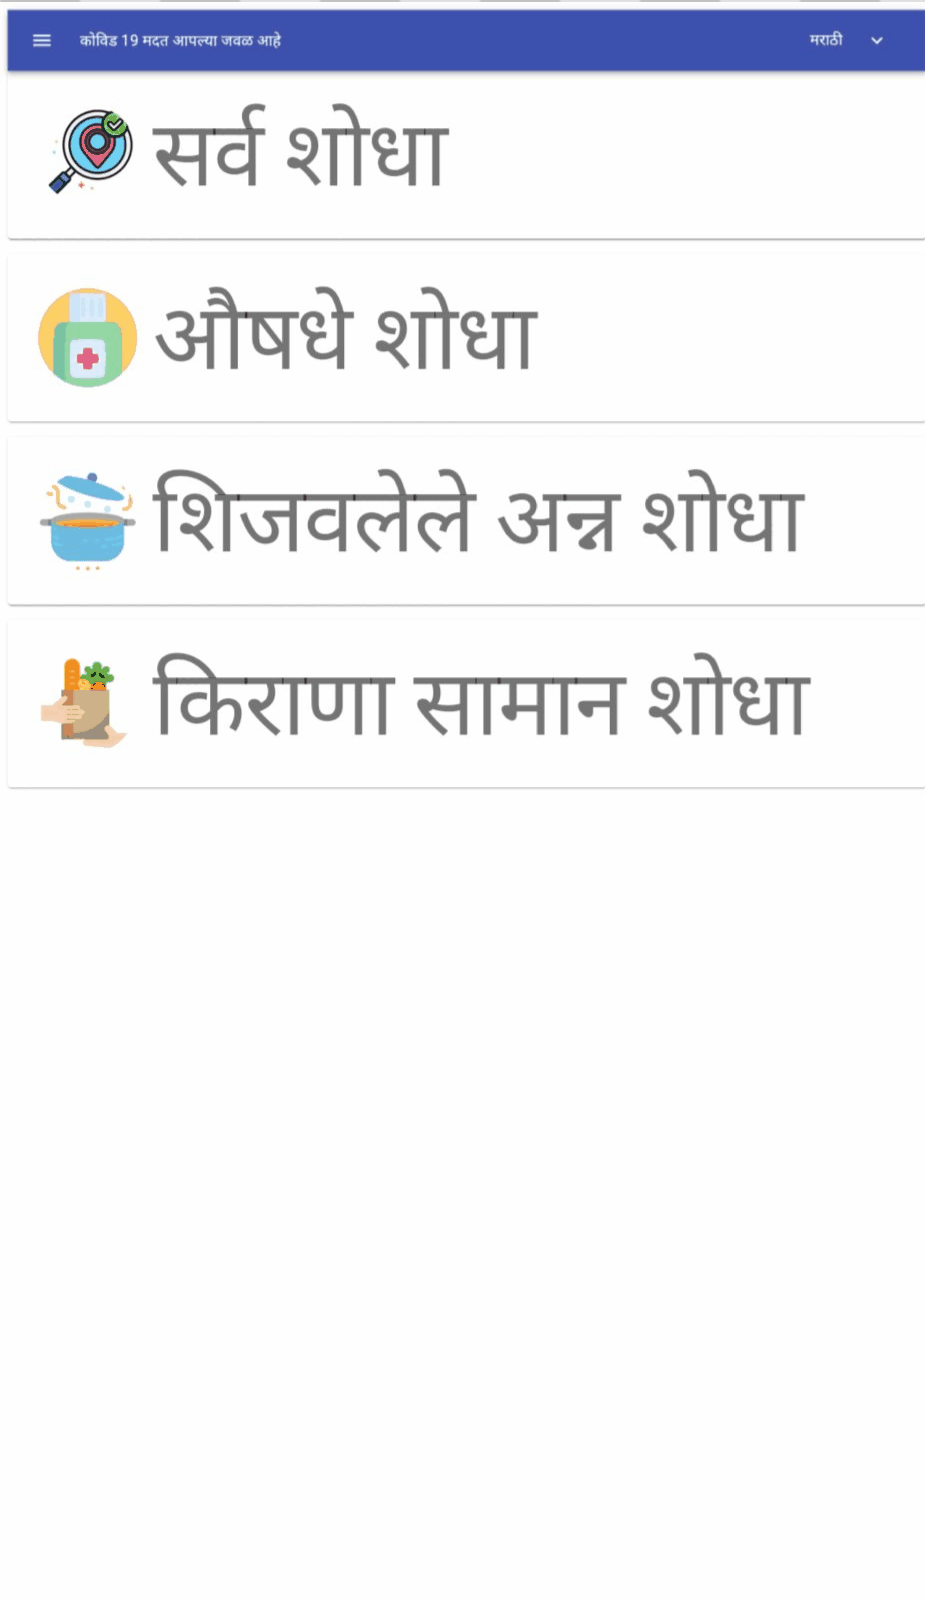 कोविड 19 मदत आपल्या जवळ आहे
मराठी
सर्व शोधा
औषधे शोधा
शिजवलेले अन्न शोधा
किराणा सामान शोधा